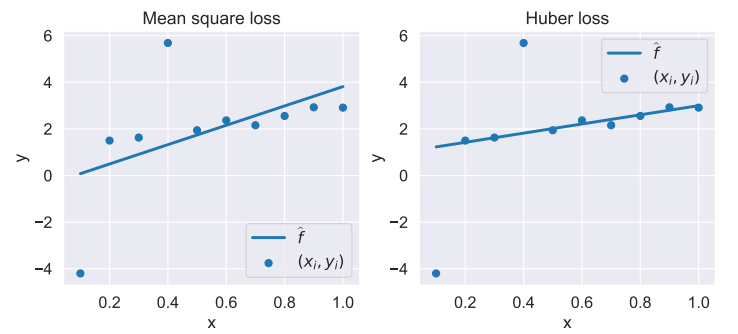 Mean square loss
6
4
2
0
−2
−4
y
0.2 0.4 0.6 0.8 1.0
x
f̂
(xᵢ, yᵢ)
Huber loss
6
4
2
0
−2
−4
y
0.2 0.4 0.6 0.8 1.0
x
f̂
(xᵢ, yᵢ)